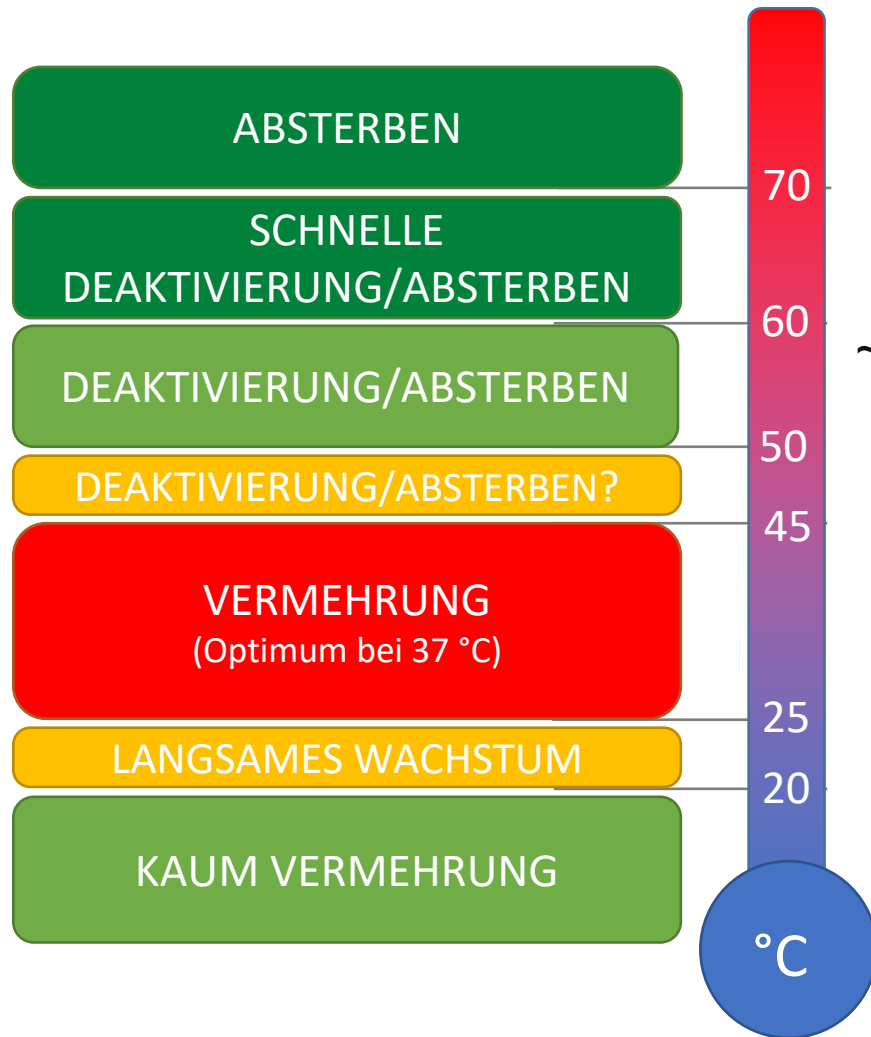 ABSTERBEN
70
SCHNELLE
DEAKTIVIERUNG/ABSTERBEN
60
~
DEAKTIVIERUNG/ABSTERBEN
50
DEAKTIVIERUNG/ABSTERBEN?
45
VERMEHRUNG
(Optimum bei 37 °C)
25
LANGSAMES WACHSTUM
20
KAUM VERMEHRUNG
°C